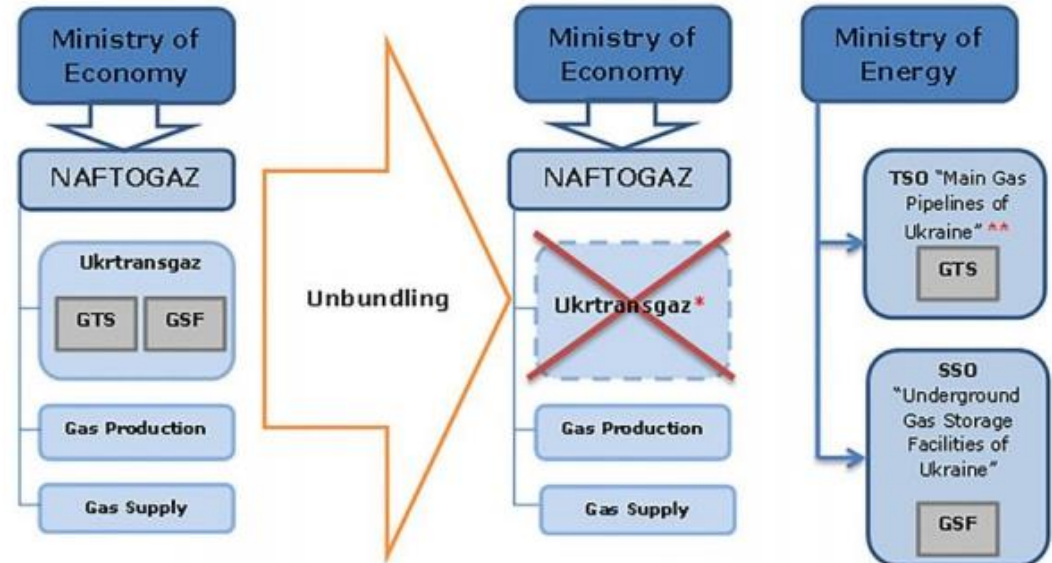 Ministry of
Economy
NAFTOGAZ
Ukrtransgaz
GTS
GSF
Gas Production
Gas Supply
Unbundling
Ministry of
Economy
NAFTOGAZ
Ukrtransgaz*
Gas Production
Gas Supply
Ministry of
Energy
TSO "Main Gas
Pipelines of
Ukraine" **
GTS
SSO
"Underground
Gas Storage
Facilities of
Ukraine"
GSF